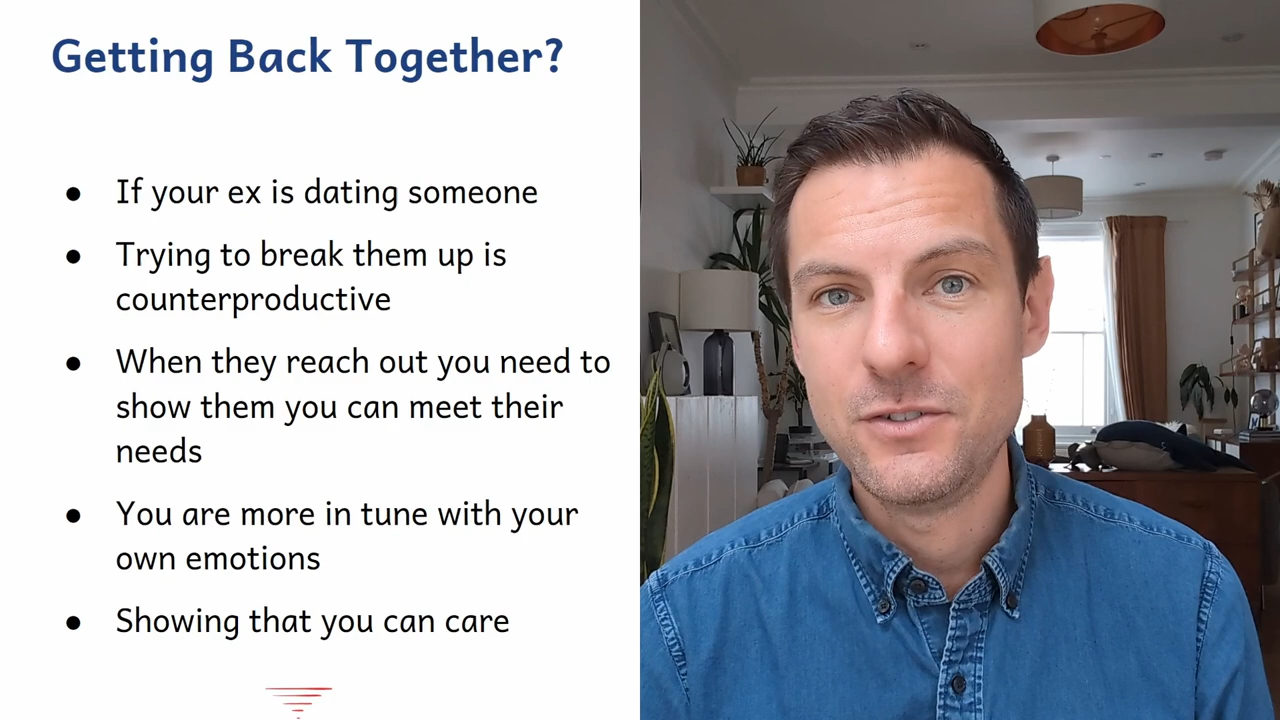 Getting Back Together?
● If your ex is dating someone
● Trying to break them up is
counterproductive
● When they reach out you need to
show them you can meet their
needs
● You are more in tune with your
own emotions
● Showing that you can care